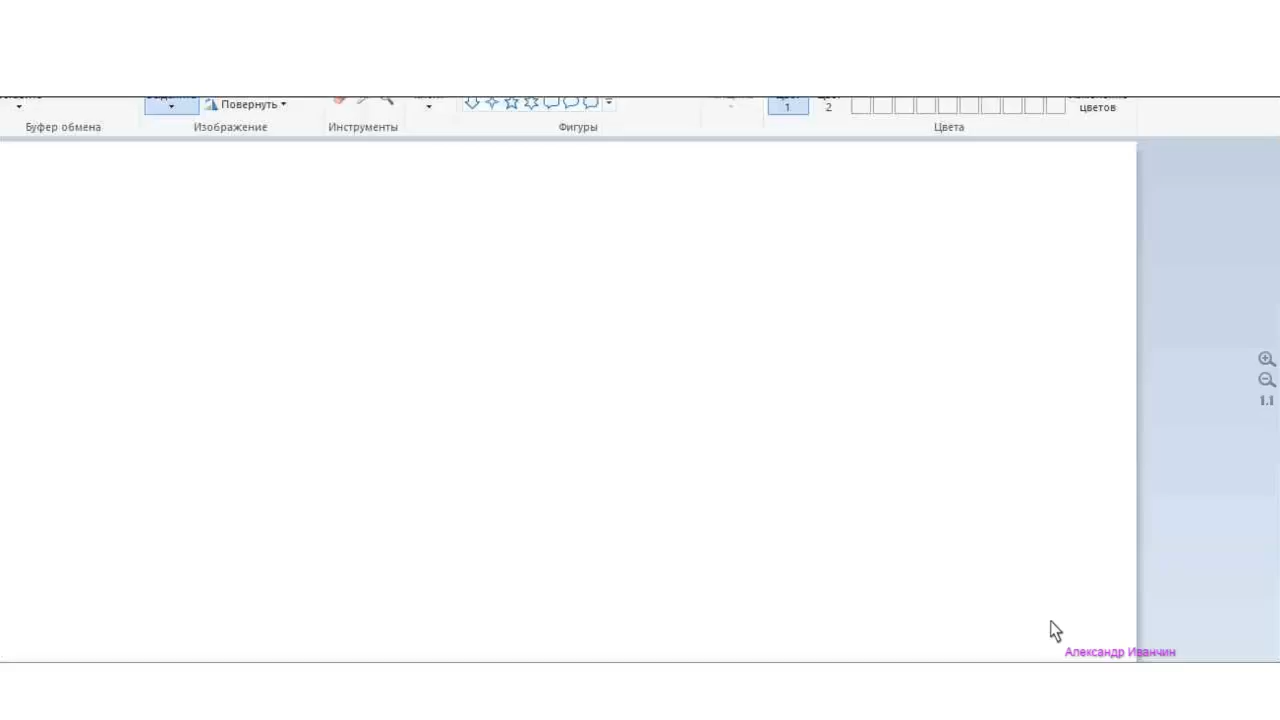 Повернуть
1
2
цветов
Буфер обмена
Изображение
Инструменты
Фигуры
Цвета
1.1
Александр Иванчин